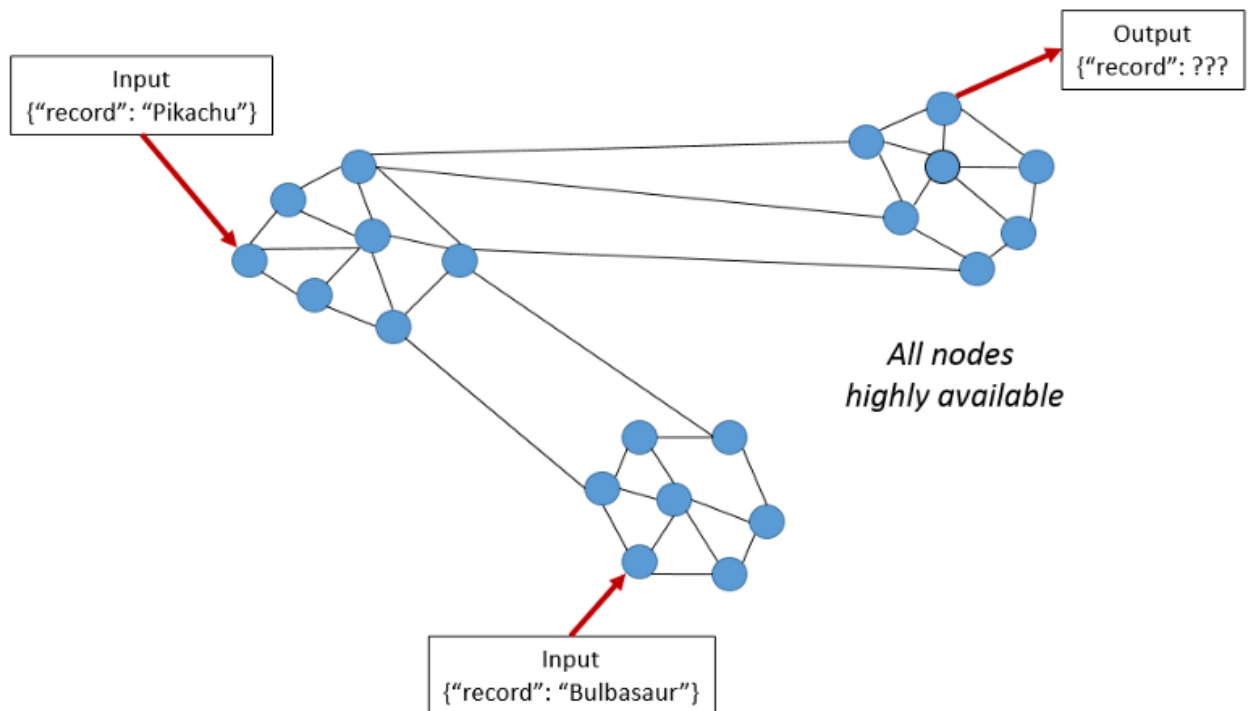 Output
{“record”: ???
Input
{“record”: “Pikachu”}
All nodes
highly available
Input
{“record”: “Bulbasaur”}